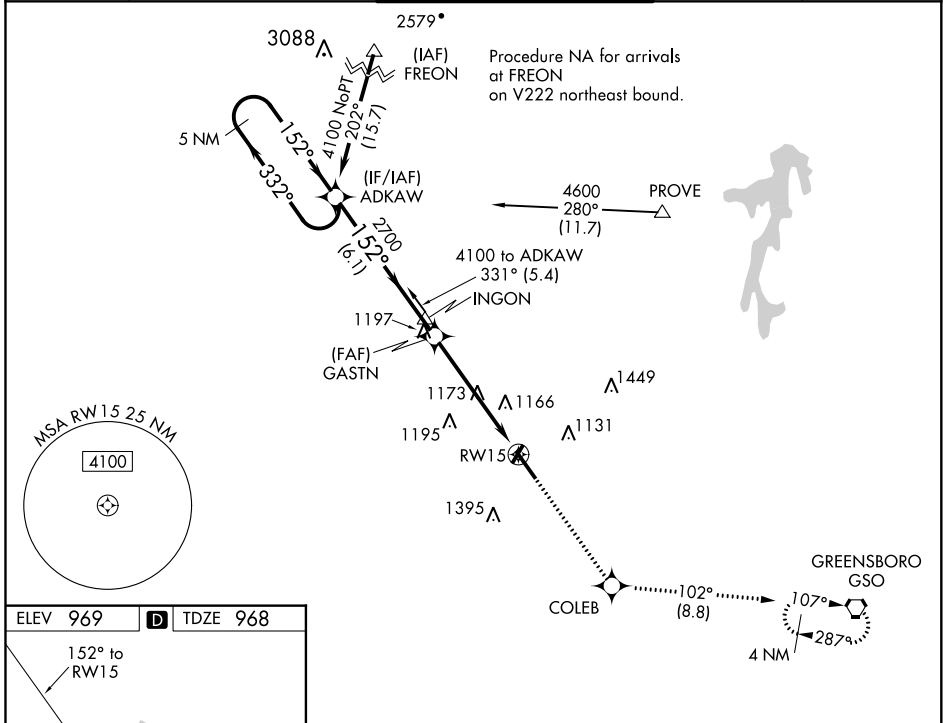 2579
3088
(IAF)
FREON
Procedure NA for arrivals
at FREON
on V222 northeast bound.
4100 NoPT
202°
(15.7)
5 NM
152°
332°
(IF/IAF)
ADKAW
4600
280°
(11.7)
PROVE
2700
152°
(6.1)
4100 to ADKAW
331° (5.4)
INGON
1197
(FAF)
GASTN
1173
1166
1449
1195
1131
RW15
1395
MSA RW15 25 NM
4100
COLEB
102°
(8.8)
GREENSBORO
GSO
107°
287°
4 NM
ELEV 969
D
TDZE 968
152° to
RW15